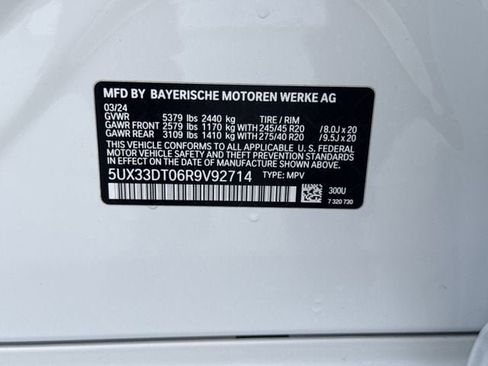 MFD BY BAYERISCHE MOTOREN WERKE AG
03/24
GVWR 5379 lbs 2440 kg TIRE / RIM
GAWR FRONT 2579 lbs 1170 kg WITH 245/45 R20 /8.0J x 20
GAWR REAR 3109 lbs 1410 kg WITH 275/40 R20 /9.5J x 20
THIS VEHICLE CONFORMS TO ALL APPLICABLE U. S. FEDERAL
MOTOR VEHICLE SAFETY, BUMPER, AND THEFT PREVENTION
STANDARDS IN EFFECT ON THE DATE OF MANUFACTURE SHOWN ABOVE.
5UX33DT06R9V92714 TYPE: MPV
300U
7 320 730